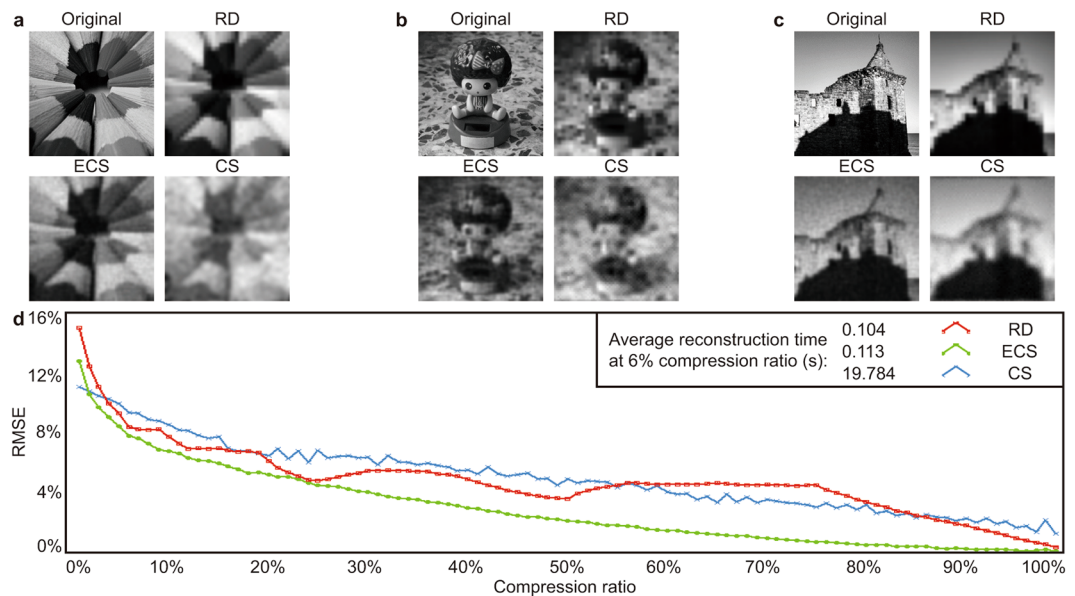 a
Original
RD
ECS
CS
b
Original
RD
ECS
CS
c
Original
RD
ECS
CS
d
16%
12%
8%
4%
0%
RMSE
Average reconstruction time
at 6% compression ratio (s):
0.104 RD
0.113 ECS
19.784 CS
0% 10% 20% 30% 40% 50% 60% 70% 80% 90% 100%
Compression ratio